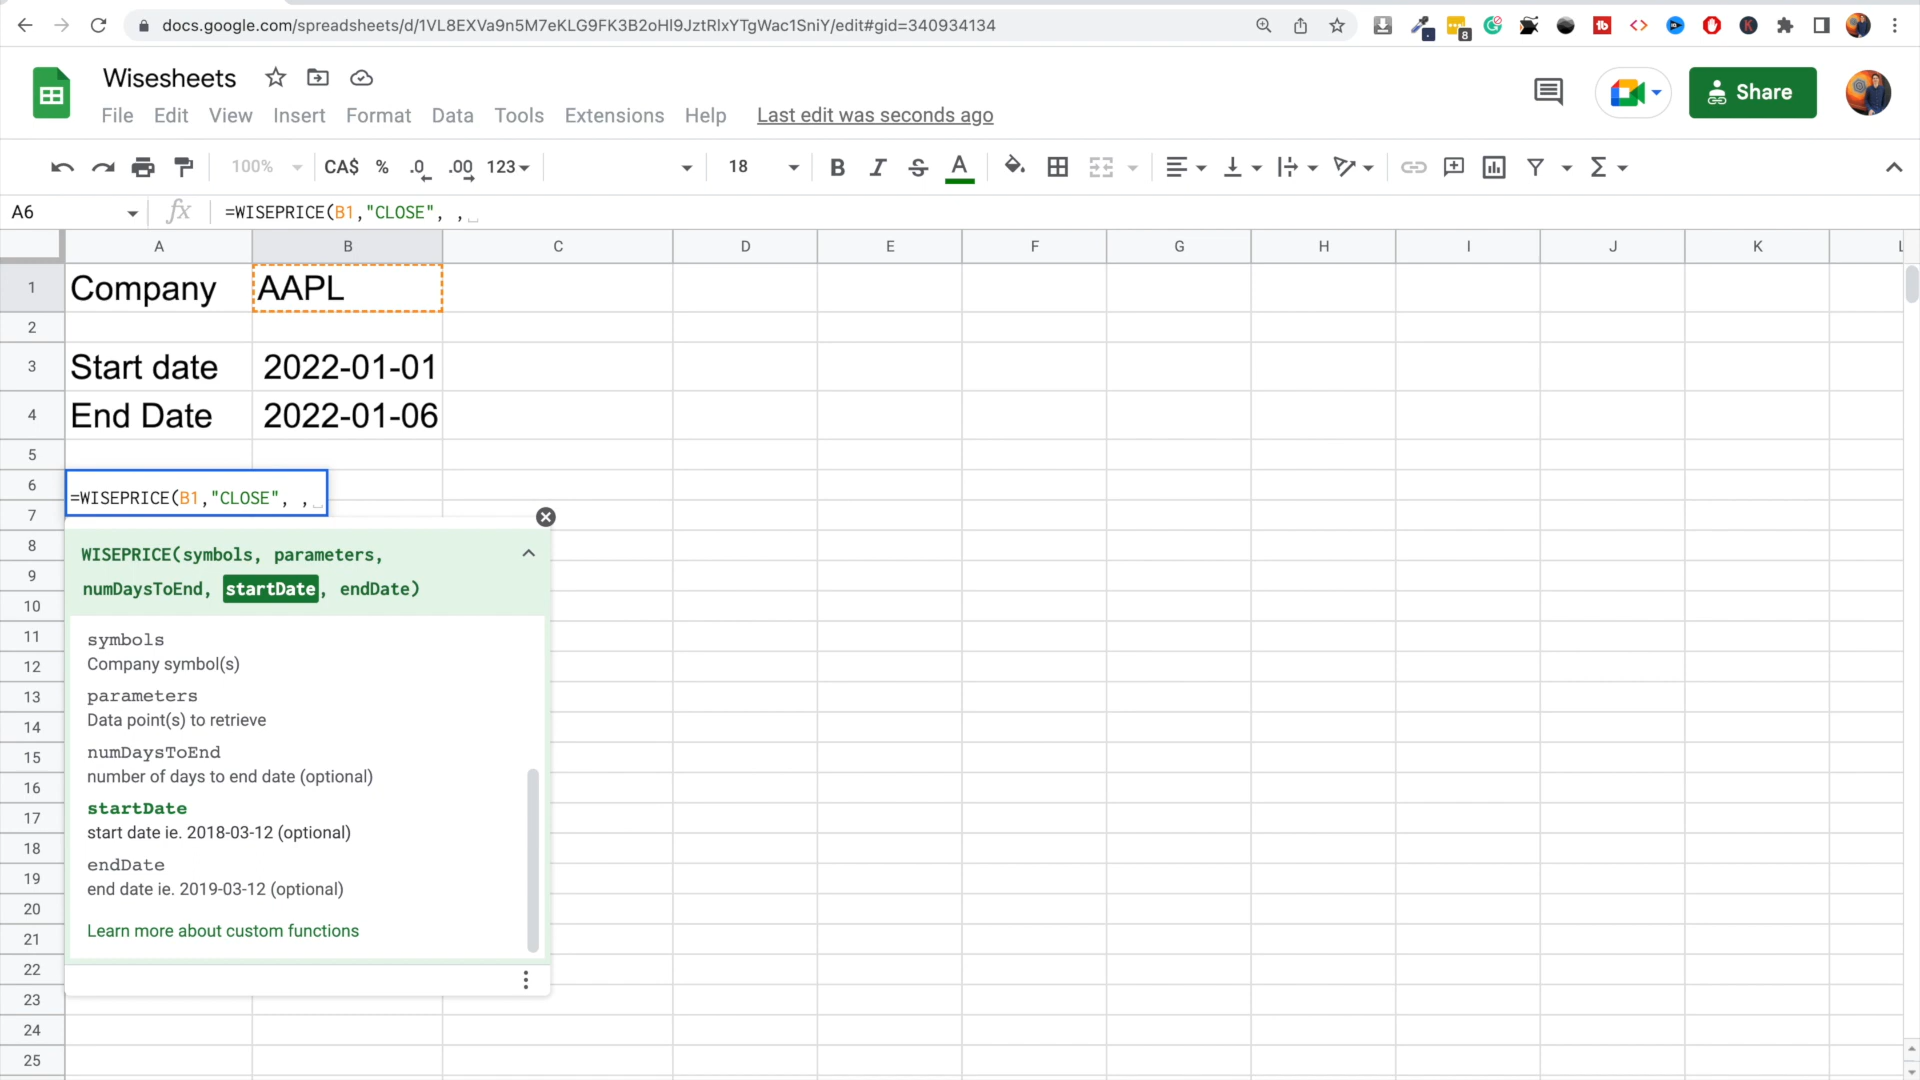 docs.google.com/spreadsheets/d/1VL8EXVa9n5M7eKLG9FK3B2oHI9JztRlxYTgWac1SniY/edit#gid=340934134
8
Wisesheets
File Edit View Insert Format Data Tools Extensions Help Last edit was seconds ago
Share
100% CA$ % .0 .00 123 18 B I S A
A6 fx =WISEPRICE(B1,"CLOSE", ,
A B C D E F G H I J K L
1 Company AAPL
2
3 Start date 2022-01-01
4 End Date 2022-01-06
5
6 =WISEPRICE(B1,"CLOSE", ,
7
8 WISEPRICE(symbols, parameters,
9 numDaysToEnd, startDate, endDate)
10
11 symbols
12 Company symbol(s)
13 parameters
14 Data point(s) to retrieve
15 numDaysToEnd
16 number of days to end date (optional)
17 startDate
18 start date ie. 2018-03-12 (optional)
19 endDate
20 end date ie. 2019-03-12 (optional)
21 Learn more about custom functions
22
23
24
25